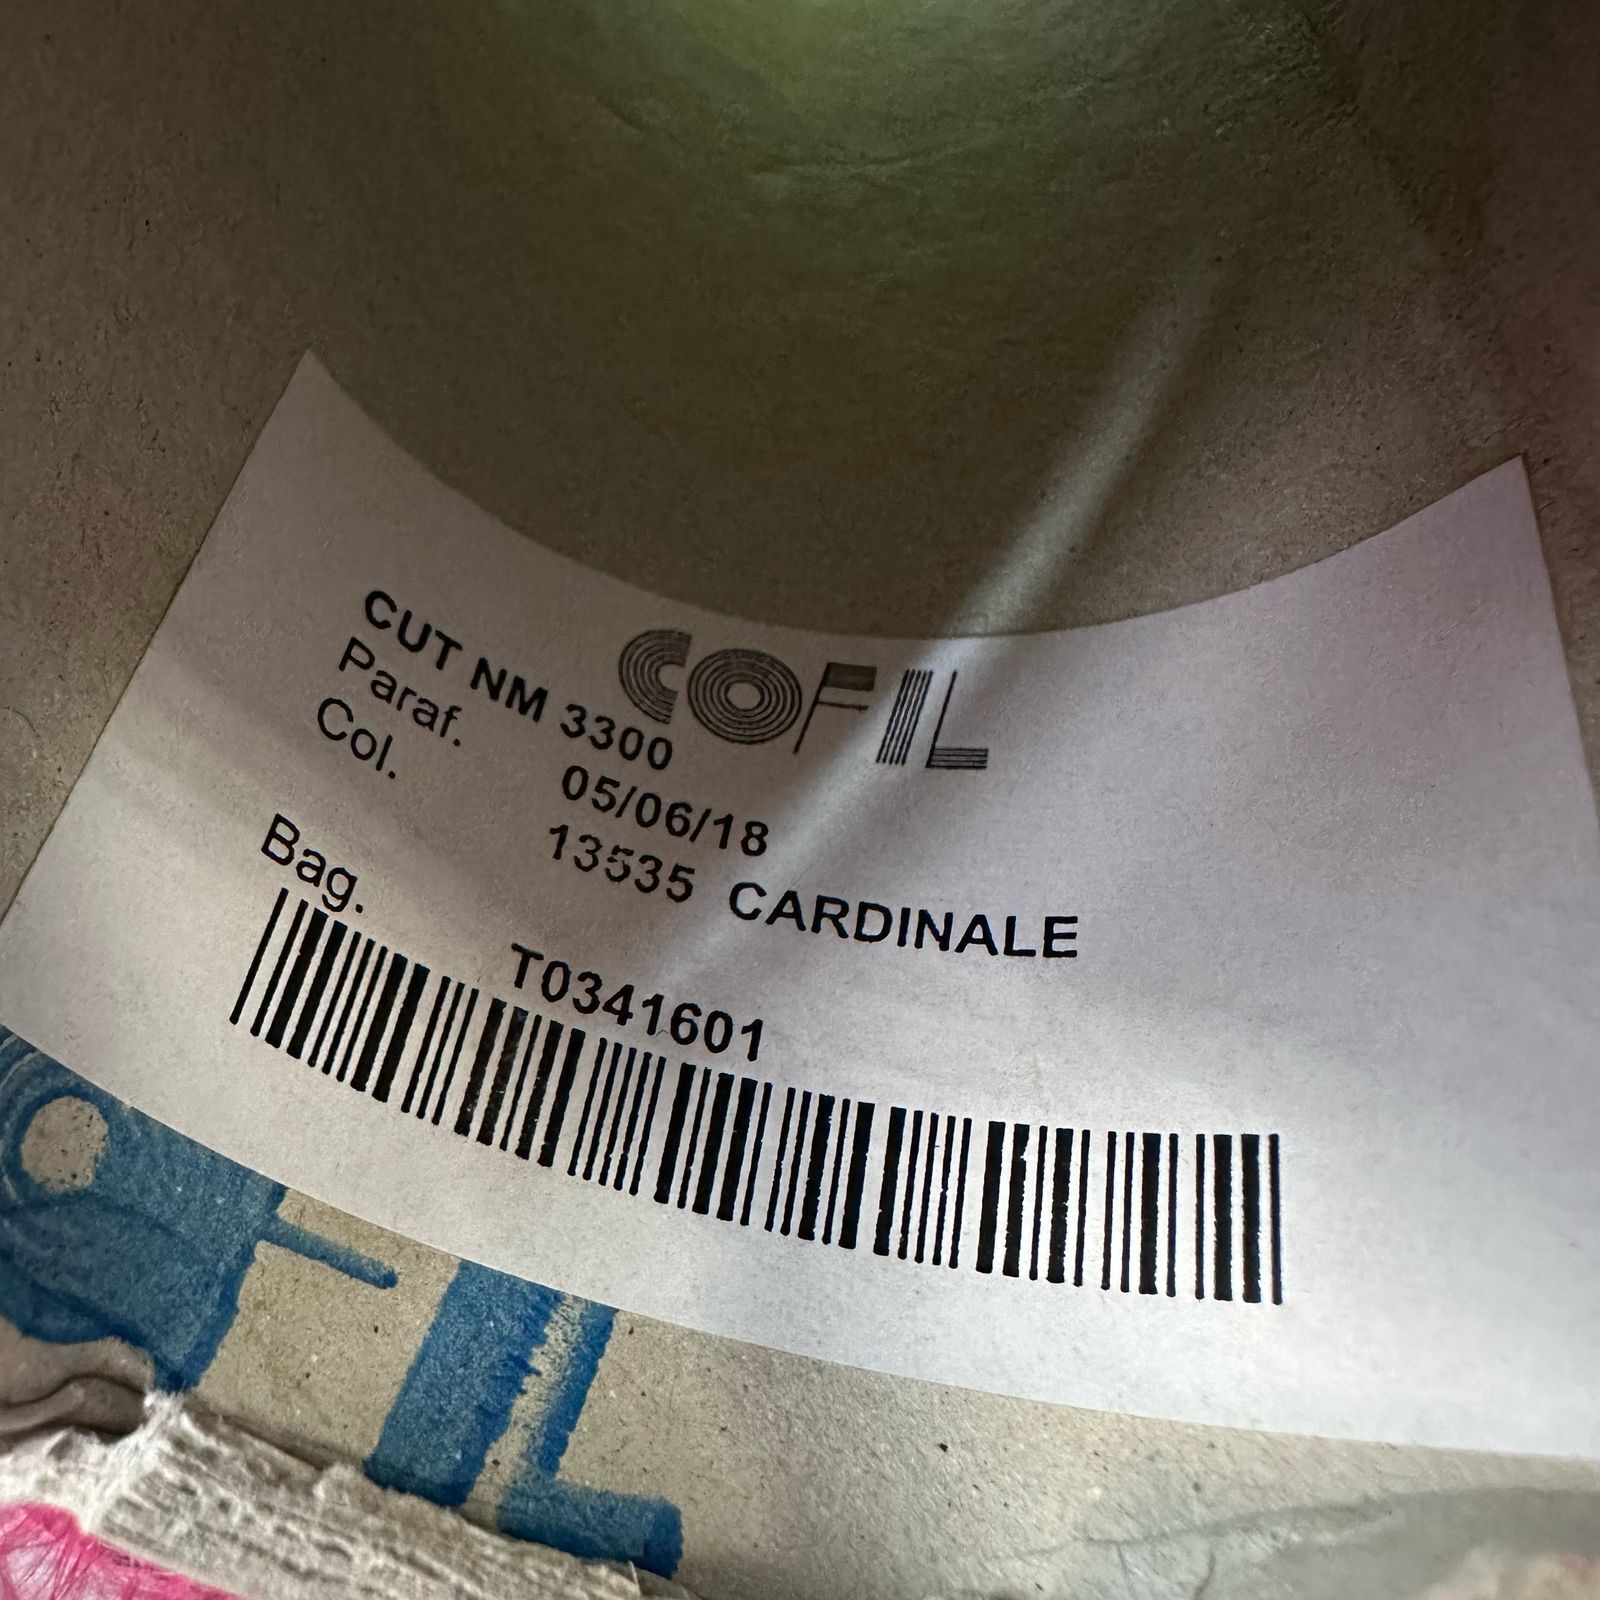 COFIL
CUT NM 3300
Paraf. 05/06/18
Col. 13535 CARDINALE
Bag. T0341601